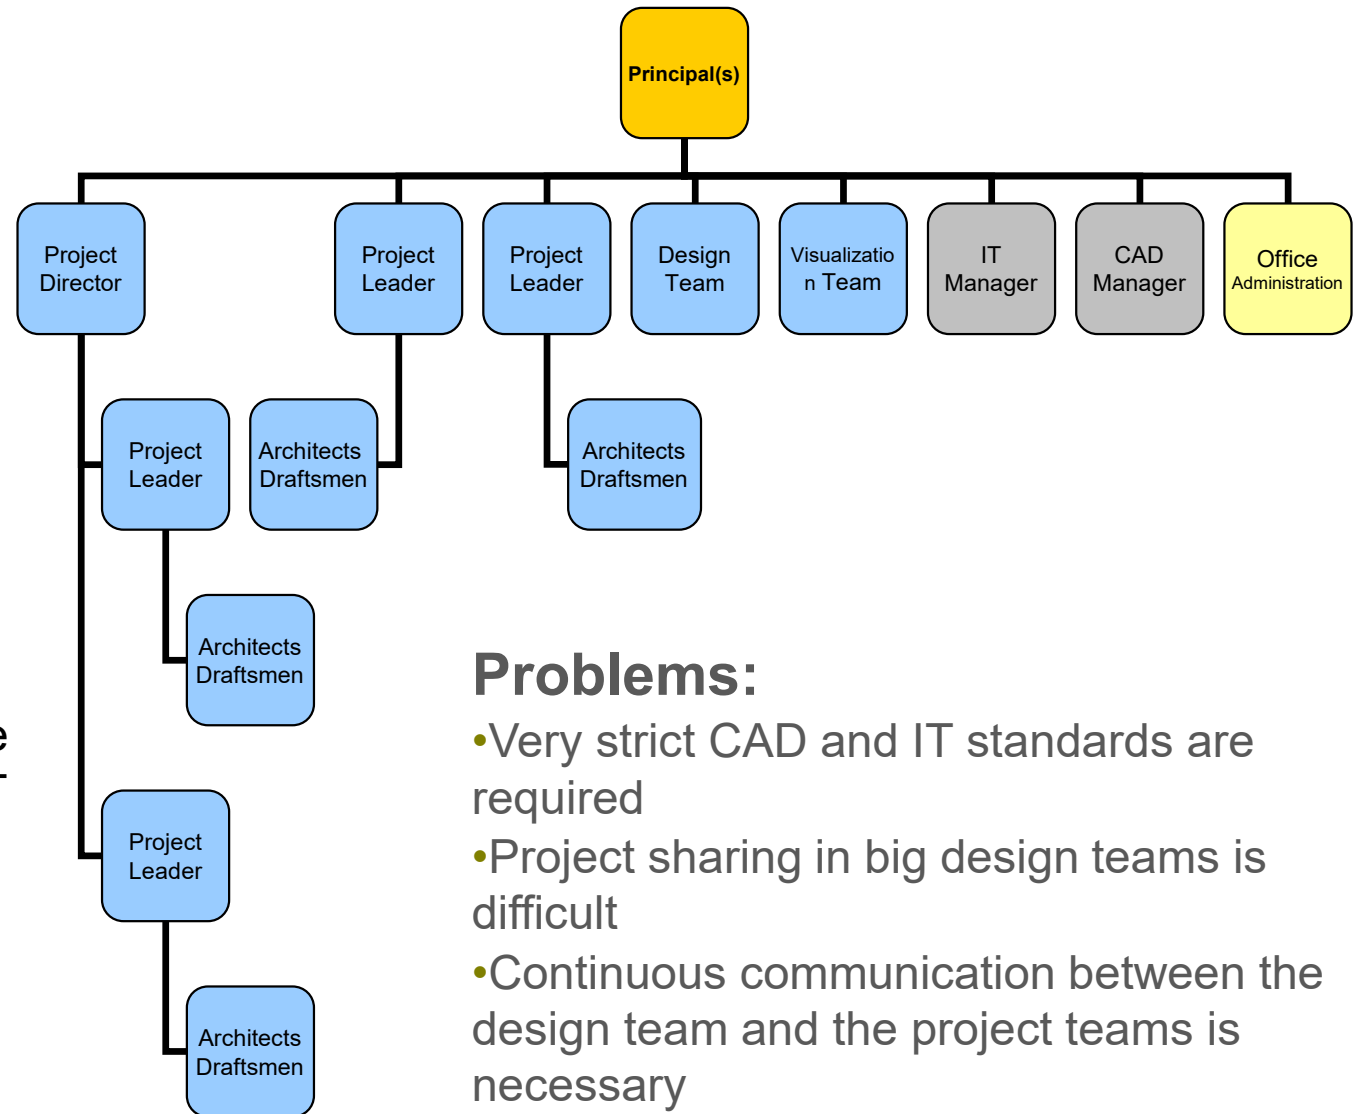 Principal(s)
Project
Director
Project
Leader
Project
Leader
Design
Team
Visualizatio
n Team
IT
Manager
CAD
Manager
Office
Administration
Project
Leader
Architects
Draftsmen
Architects
Draftsmen
Architects
Draftsmen
Project
Leader
Architects
Draftsmen
e
Problems:
•Very strict CAD and IT standards are
required
•Project sharing in big design teams is
difficult
•Continuous communication between the
design team and the project teams is
necessary